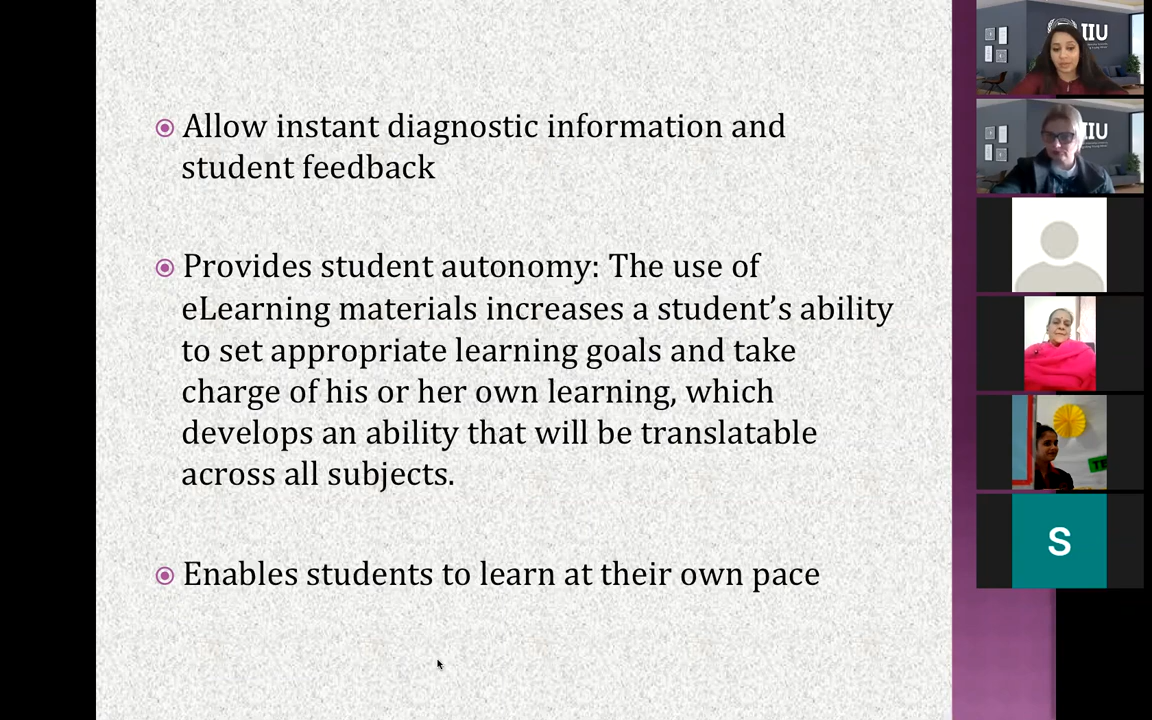 Allow instant diagnostic information and
student feedback
Provides student autonomy: The use of
eLearning materials increases a student’s ability
to set appropriate learning goals and take
charge of his or her own learning, which
develops an ability that will be translatable
across all subjects.
Enables students to learn at their own pace
IIU
IIU
S